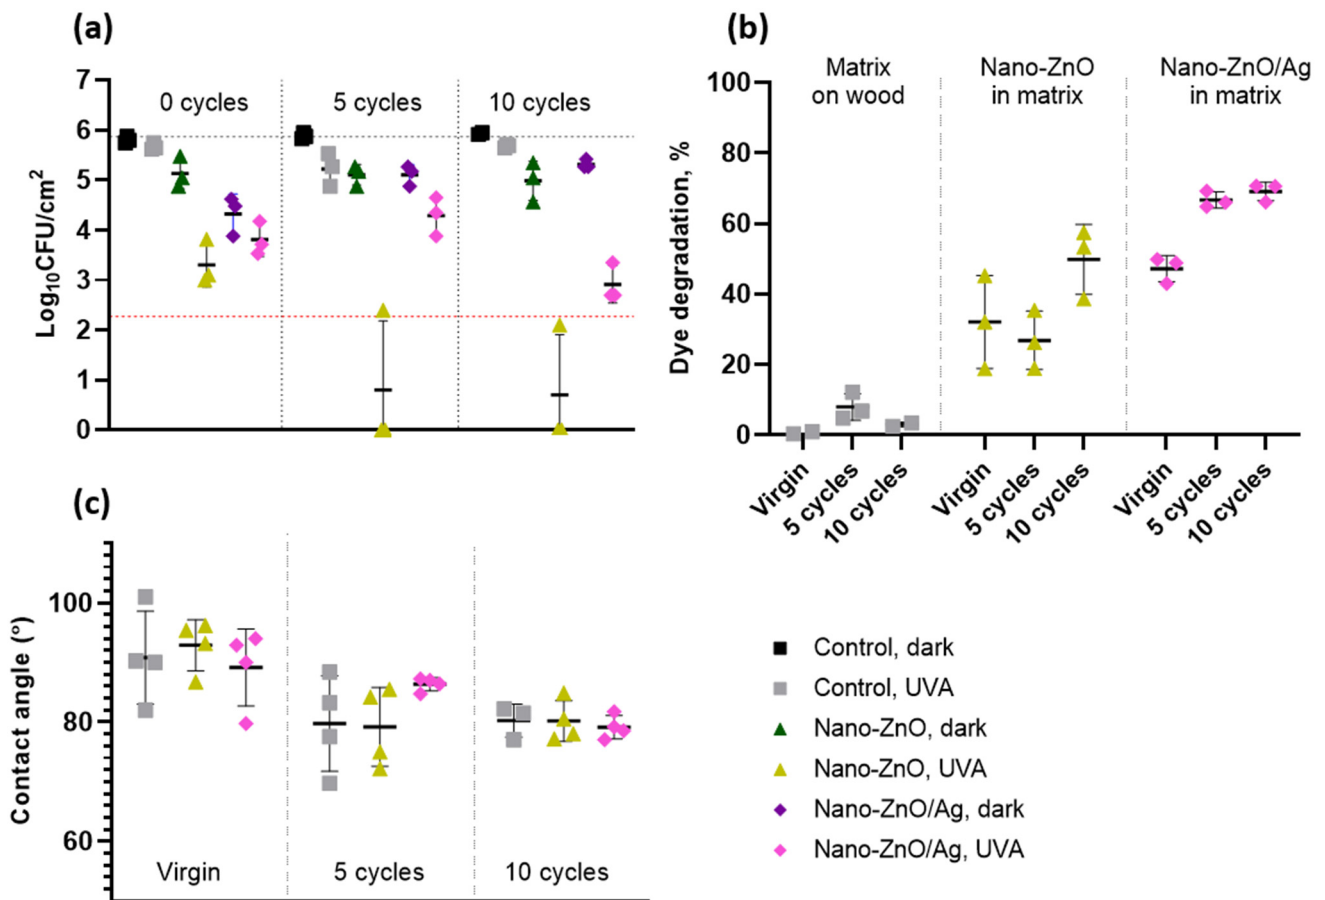 (a)
Log10CFU/cm2
7
6
5
4
3
2
1
0
0 cycles
5 cycles
10 cycles
(b)
Dye degradation, %
100
80
60
40
20
0
Matrix
on wood
Nano-ZnO
in matrix
Nano-ZnO/Ag
in matrix
Virgin
5 cycles
10 cycles
Virgin
5 cycles
10 cycles
Virgin
5 cycles
10 cycles
(c)
Contact angle (°)
100
80
60
Virgin
5 cycles
10 cycles
Control, dark
Control, UVA
Nano-ZnO, dark
Nano-ZnO, UVA
Nano-ZnO/Ag, dark
Nano-ZnO/Ag, UVA